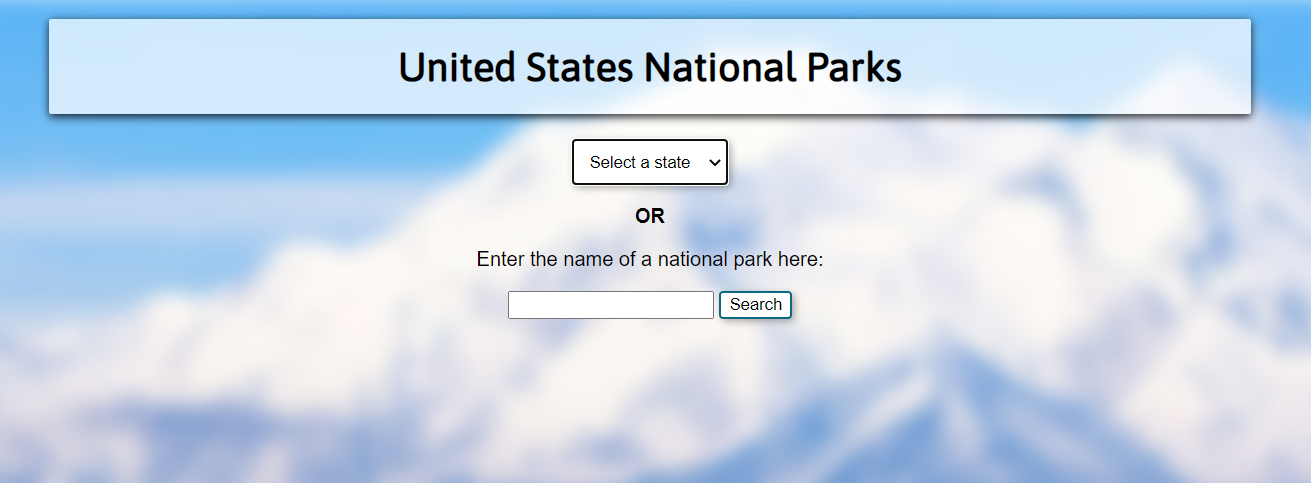 United States National Parks
Select a state
OR
Enter the name of a national park here:
Search